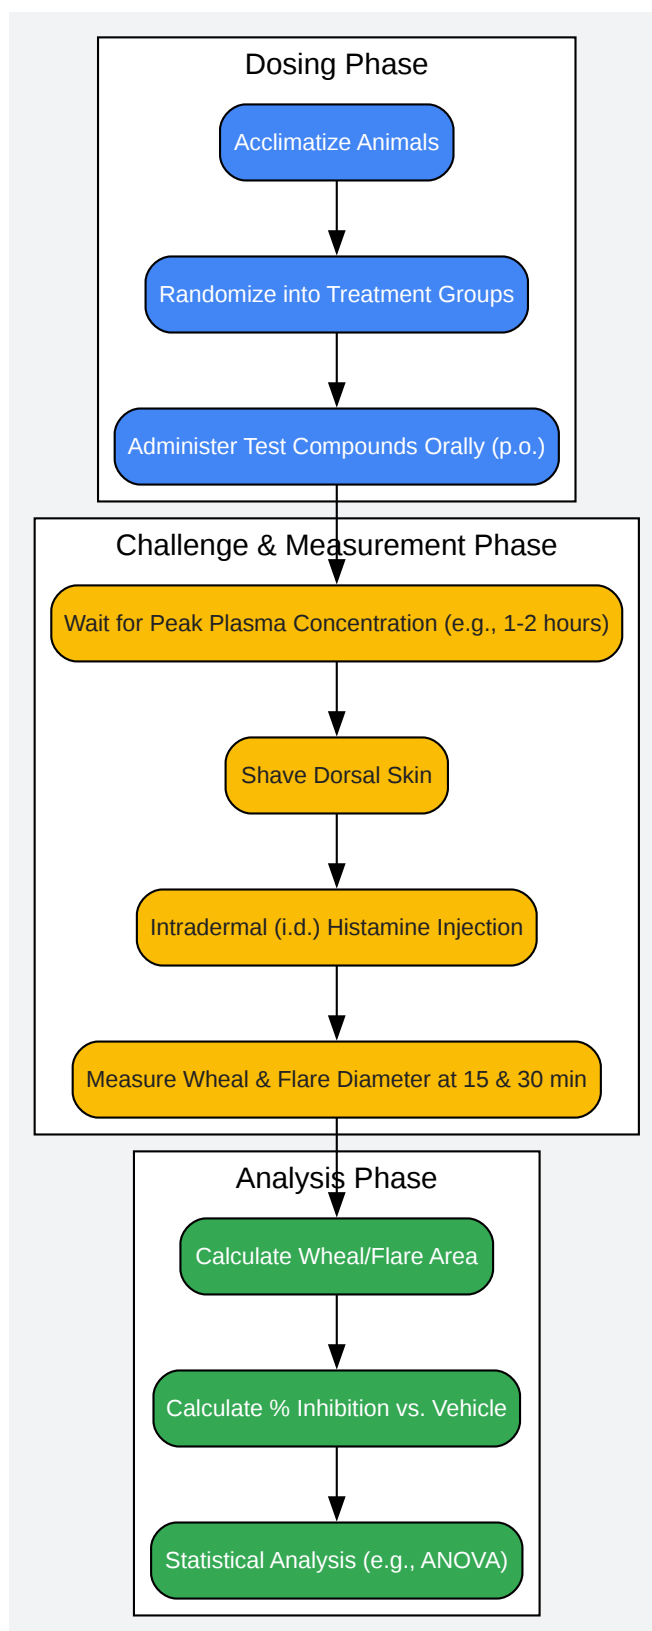 Dosing Phase
Acclimatize Animals
Randomize into Treatment Groups
Administer Test Compounds Orally (p.o.)
Challenge & Measurement Phase
Wait for Peak Plasma Concentration (e.g., 1-2 hours)
Shave Dorsal Skin
Intradermal (i.d.) Histamine Injection
Measure Wheal & Flare Diameter at 15 & 30 min
Analysis Phase
Calculate Wheal/Flare Area
Calculate % Inhibition vs. Vehicle
Statistical Analysis (e.g., ANOVA)